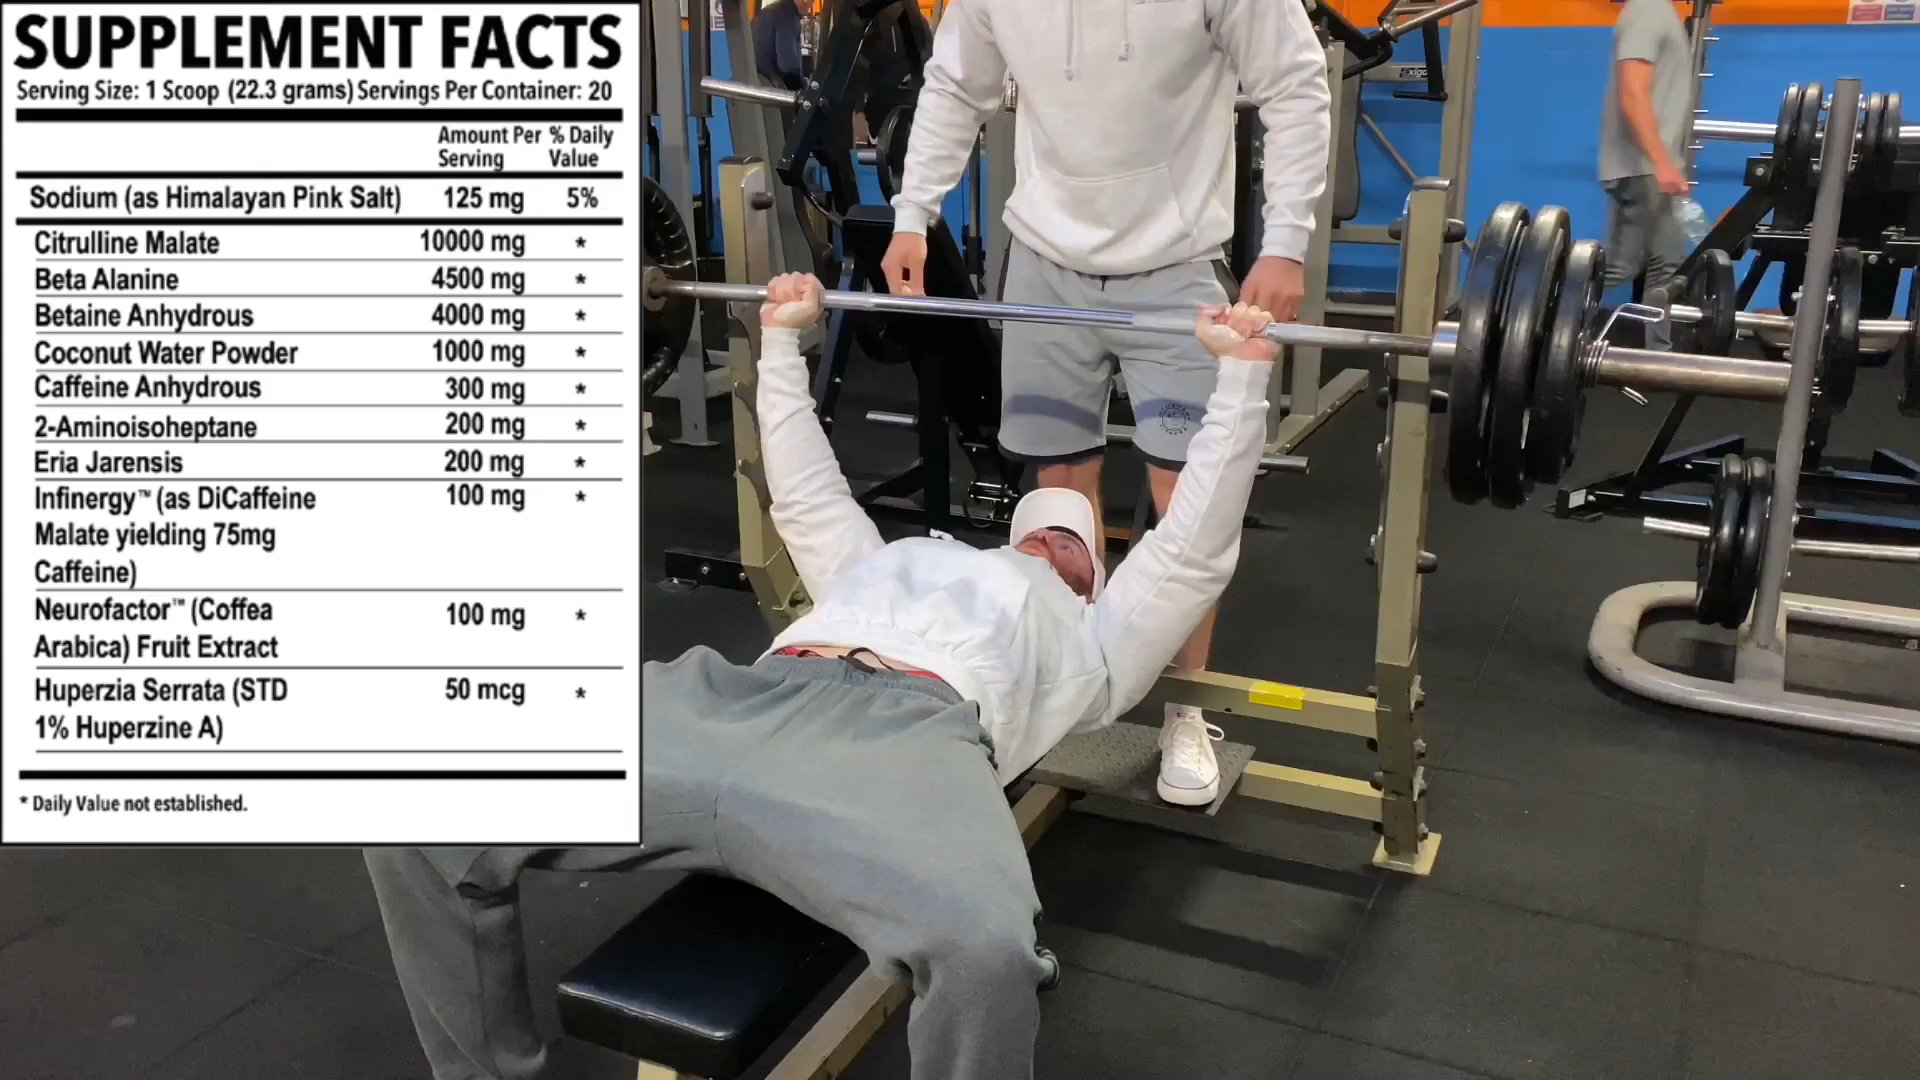 SUPPLEMENT FACTS
Serving Size: 1 Scoop (22.3 grams) Servings Per Container: 20
Amount Per % Daily
Serving Value
Sodium (as Himalayan Pink Salt) 125 mg 5%
Citrulline Malate 10000 mg *
Beta Alanine 4500 mg *
Betaine Anhydrous 4000 mg *
Coconut Water Powder 1000 mg *
Caffeine Anhydrous 300 mg *
2-Aminoisoheptane 200 mg *
Eria Jarensis 200 mg *
Infinergy™ (as DiCaffeine 100 mg *
Malate yielding 75mg
Caffeine)
Neurofactor™ (Coffea 100 mg *
Arabica) Fruit Extract
Huperzia Serrata (STD 50 mcg *
1% Huperzine A)
* Daily Value not established.